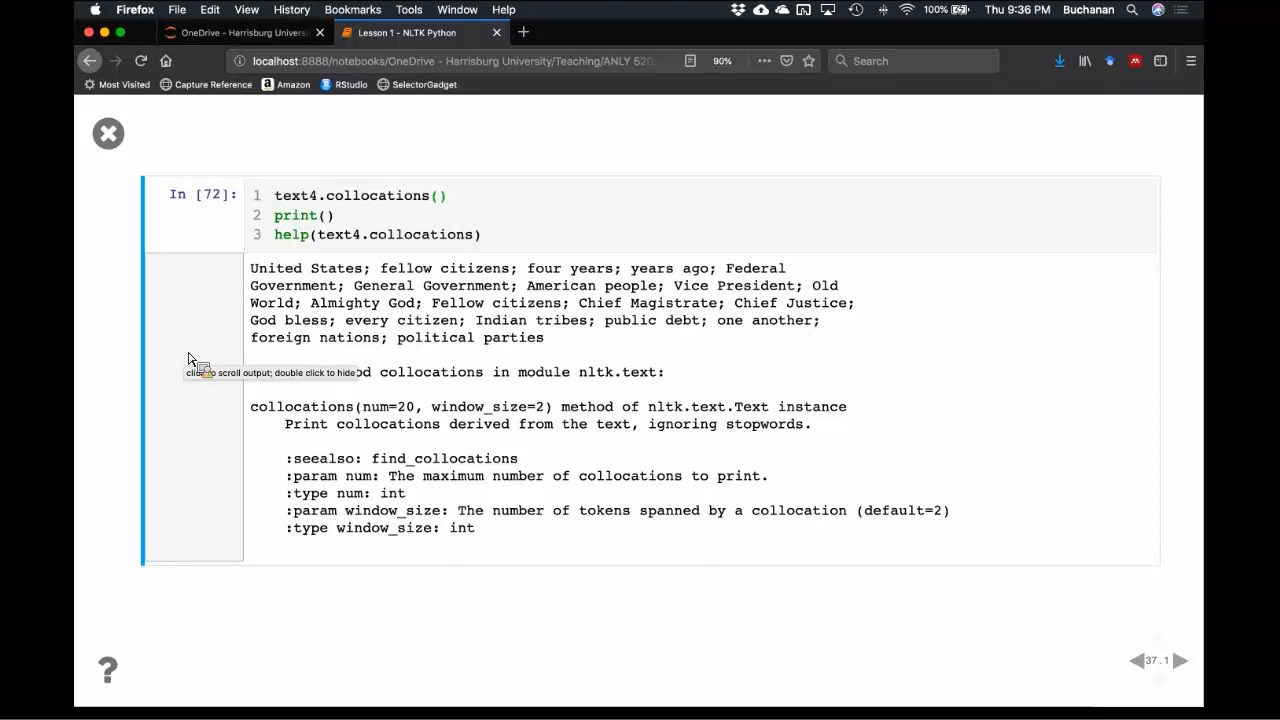 Firefox File Edit View History Bookmarks Tools Window Help 100% Thu 9:36 PM Buchanan
OneDrive - Harrisburg Universi Lesson 1 - NLTK Python
localhost:8888/notebooks/OneDrive - Harrisburg University/Teaching/ANLY 520 90% Search
Most Visited Capture Reference Amazon RStudio SelectorGadget
In [72]: 1 text4.collocations()
2 print()
3 help(text4.collocations)
United States; fellow citizens; four years; years ago; Federal
Government; General Government; American people; Vice President; Old
World; Almighty God; Fellow citizens; Chief Magistrate; Chief Justice;
God bless; every citizen; Indian tribes; public debt; one another;
foreign nations; political parties
scroll output; double click to hide od collocations in module nltk.text:
collocations(num=20, window_size=2) method of nltk.text.Text instance
Print collocations derived from the text, ignoring stopwords.
:seealso: find_collocations
:param num: The maximum number of collocations to print.
:type num: int
:param window_size: The number of tokens spanned by a collocation (default=2)
:type window_size: int
?
37.1